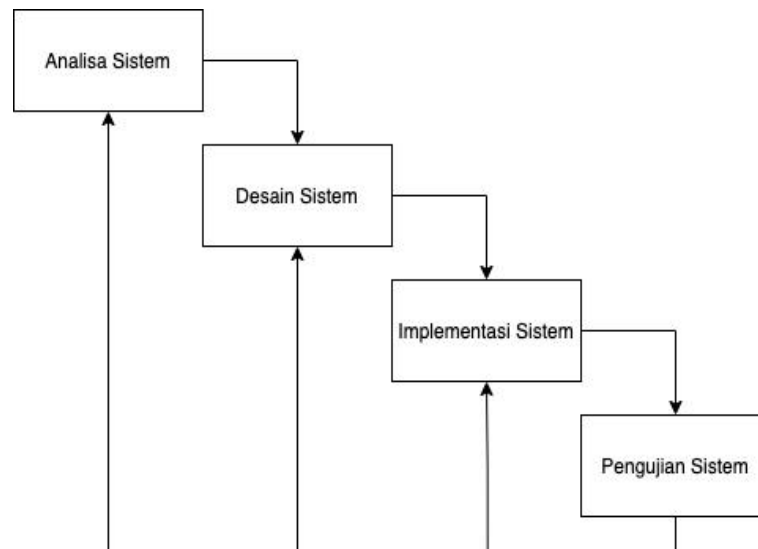 Analisa Sistem
Desain Sistem
Implementasi Sistem
Pengujian Sistem